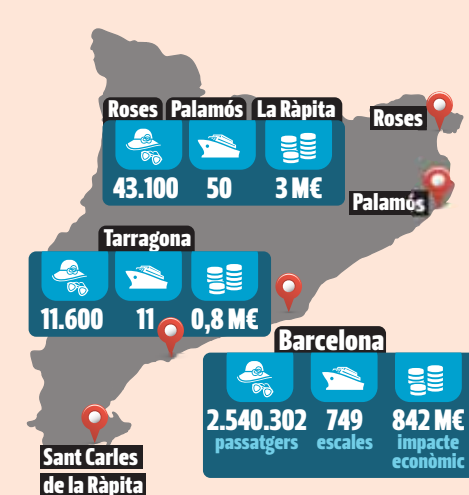 Roses Palamós La Ràpita
43.100 50 3 M€
Roses
Palamós
Tarragona
11.600 11 0,8 M€
Barcelona
2.540.302 749 842 M€
passatgers escales impacte
econòmic
Sant Carles
de la Ràpita